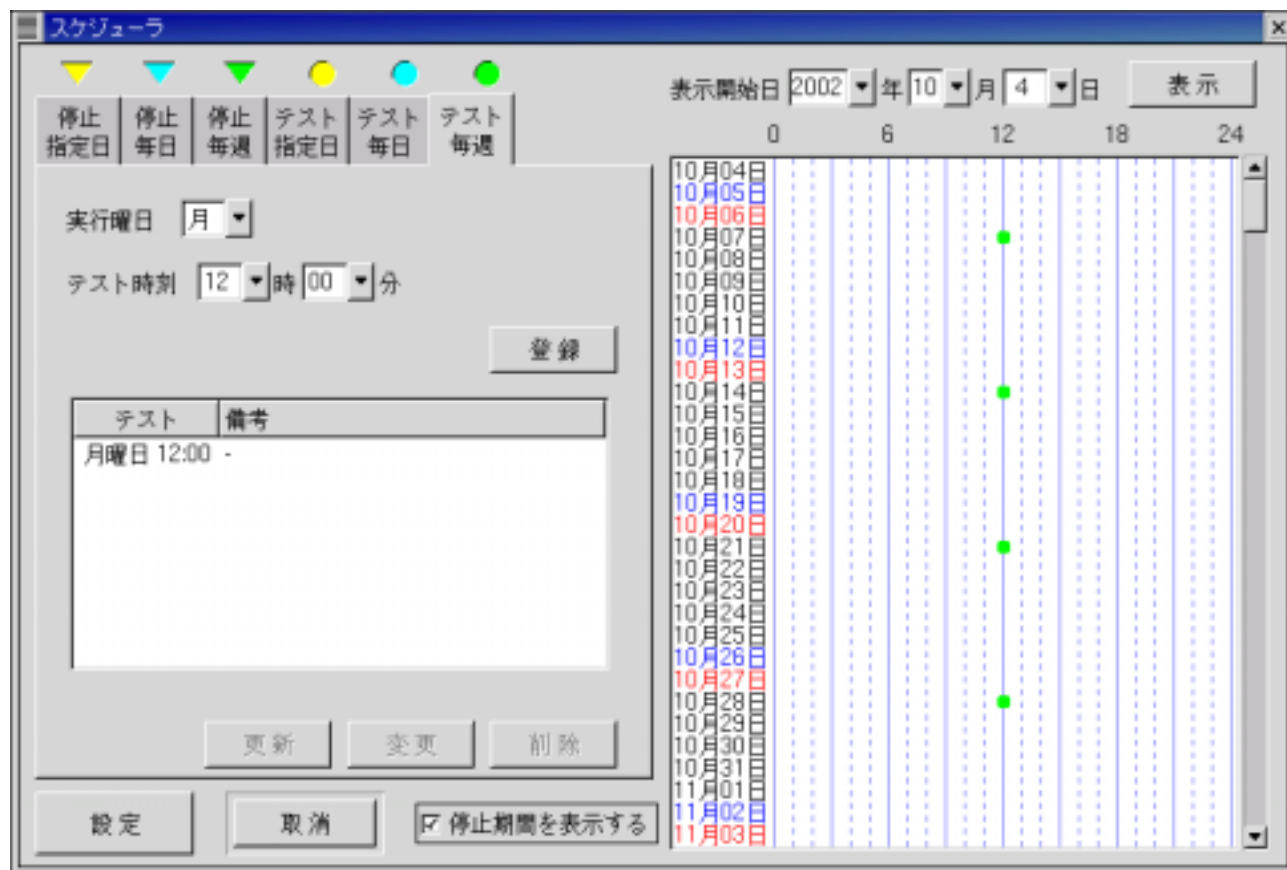 スケジューラ
表示開始日 2002 年 10 月 4 日 表示
停止指定日 停止毎日 停止毎週 テスト指定日 テスト毎日 テスト毎週
実行曜日 月
テスト時刻 12 時 00 分
登録
テスト 備考
月曜日 12:00 -
更新 変更 削除
設定 取消 停止期間を表示する
0 6 12 18 24
10月04日
10月05日
10月06日
10月07日
10月08日
10月09日
10月10日
10月11日
10月12日
10月13日
10月14日
10月15日
10月16日
10月17日
10月18日
10月19日
10月20日
10月21日
10月22日
10月23日
10月24日
10月25日
10月26日
10月27日
10月28日
10月29日
10月30日
10月31日
11月01日
11月02日
11月03日